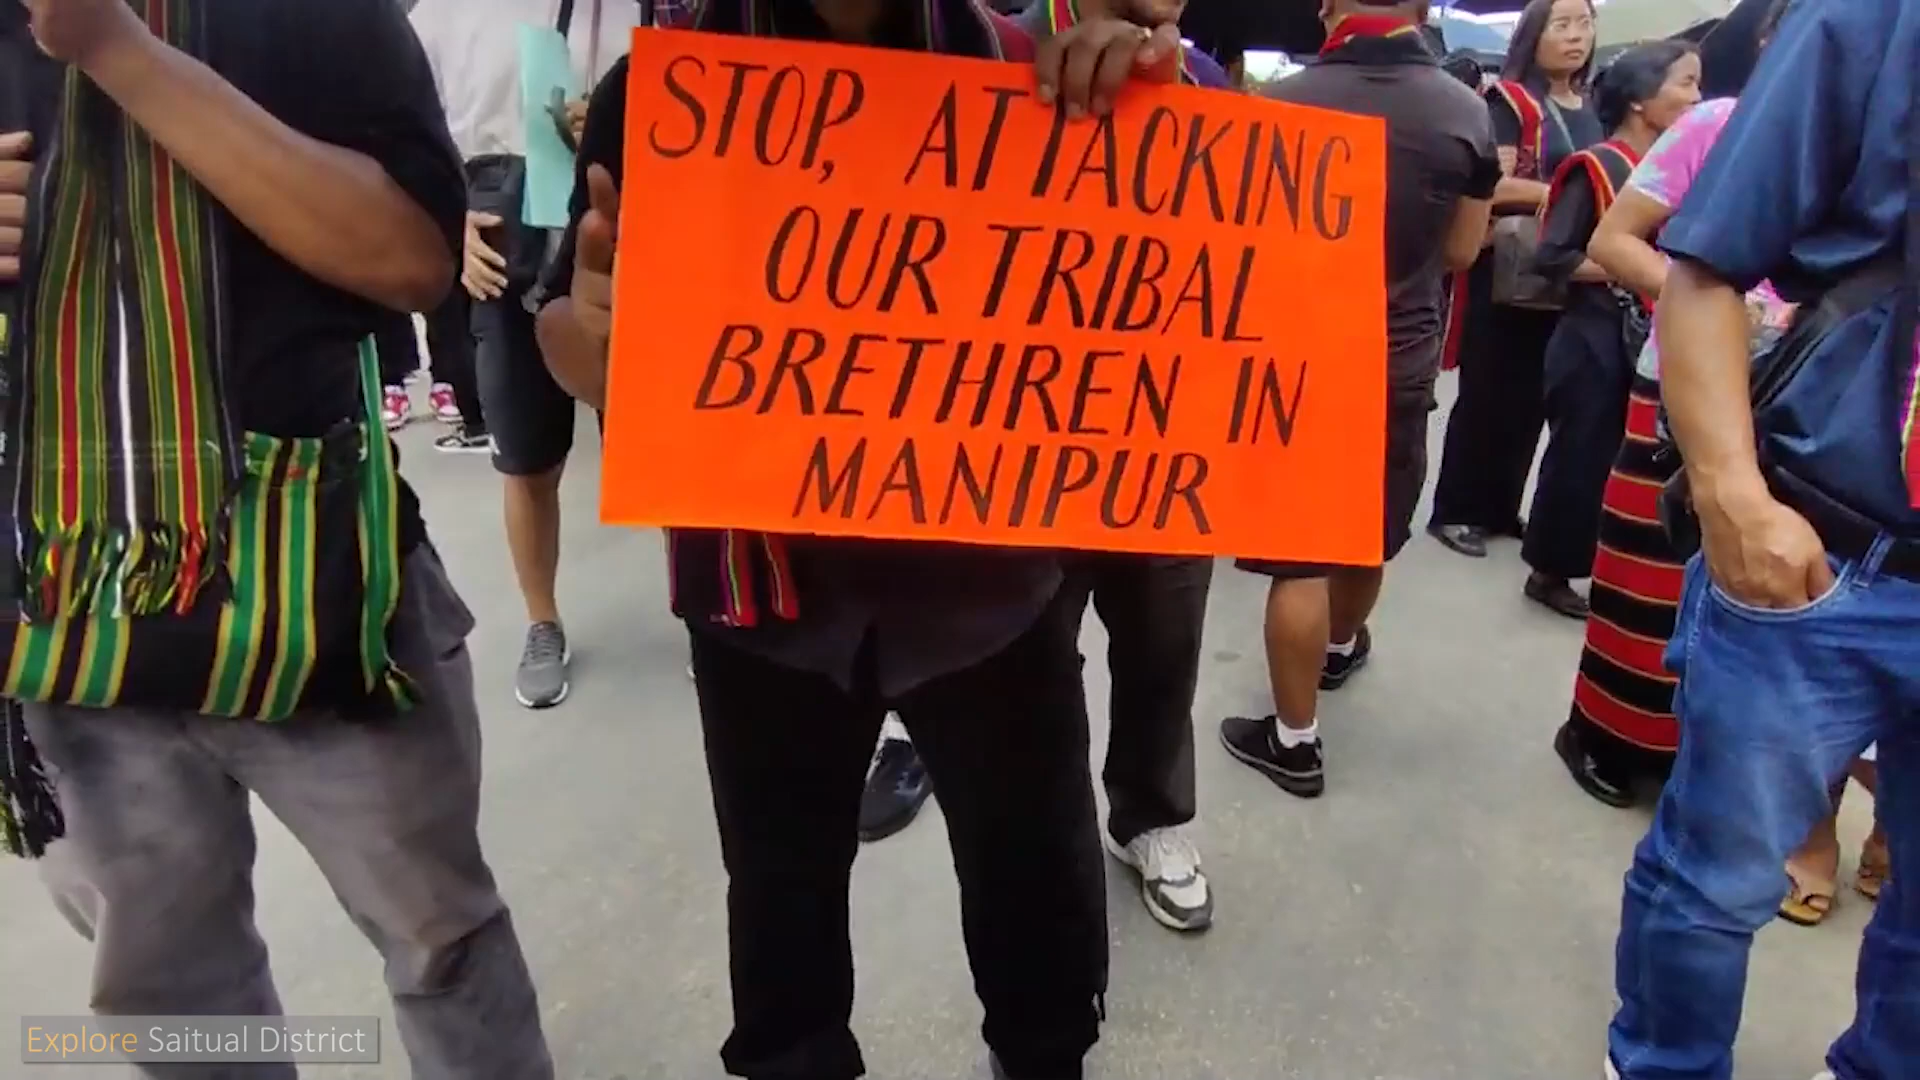 STOP, ATTACKING
OUR TRIBAL
BRETHREN IN
MANIPUR
Explore Saitual District